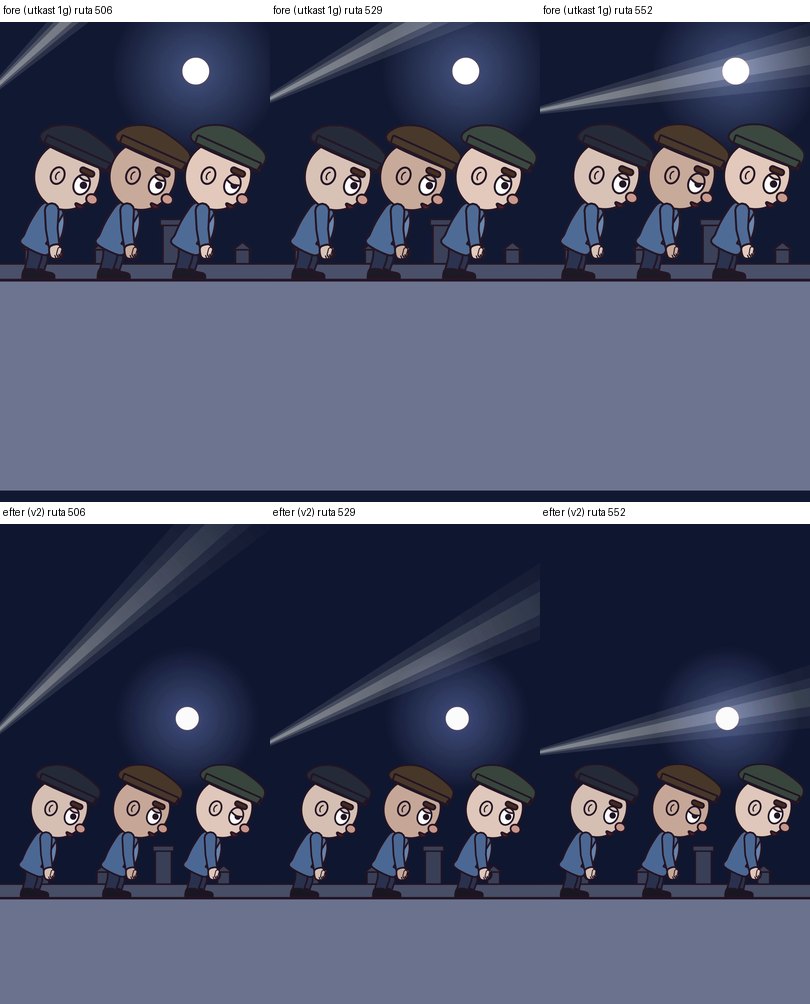 fore (utkast 1g) ruta 506
fore (utkast 1g) ruta 529
fore (utkast 1g) ruta 552
efter (v2) ruta 506
efter (v2) ruta 529
efter (v2) ruta 552